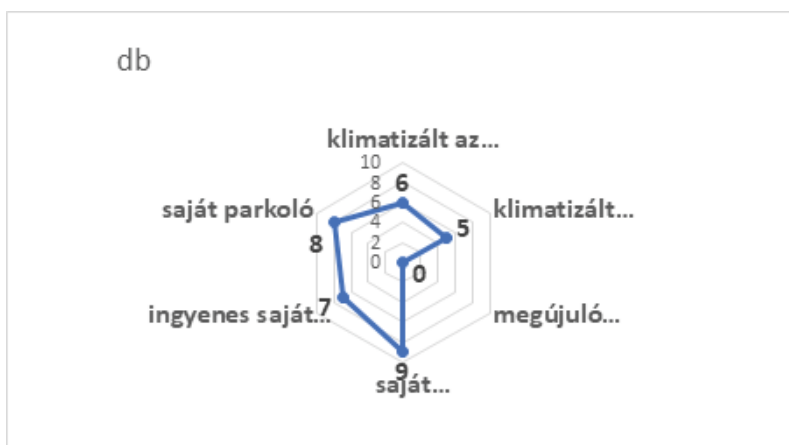 db
klimatizált az...
10
8
6
4
2
0
6
5
0
9
7
8
klimatizált...
megújuló...
saját...
ingyenes saját...
saját parkoló